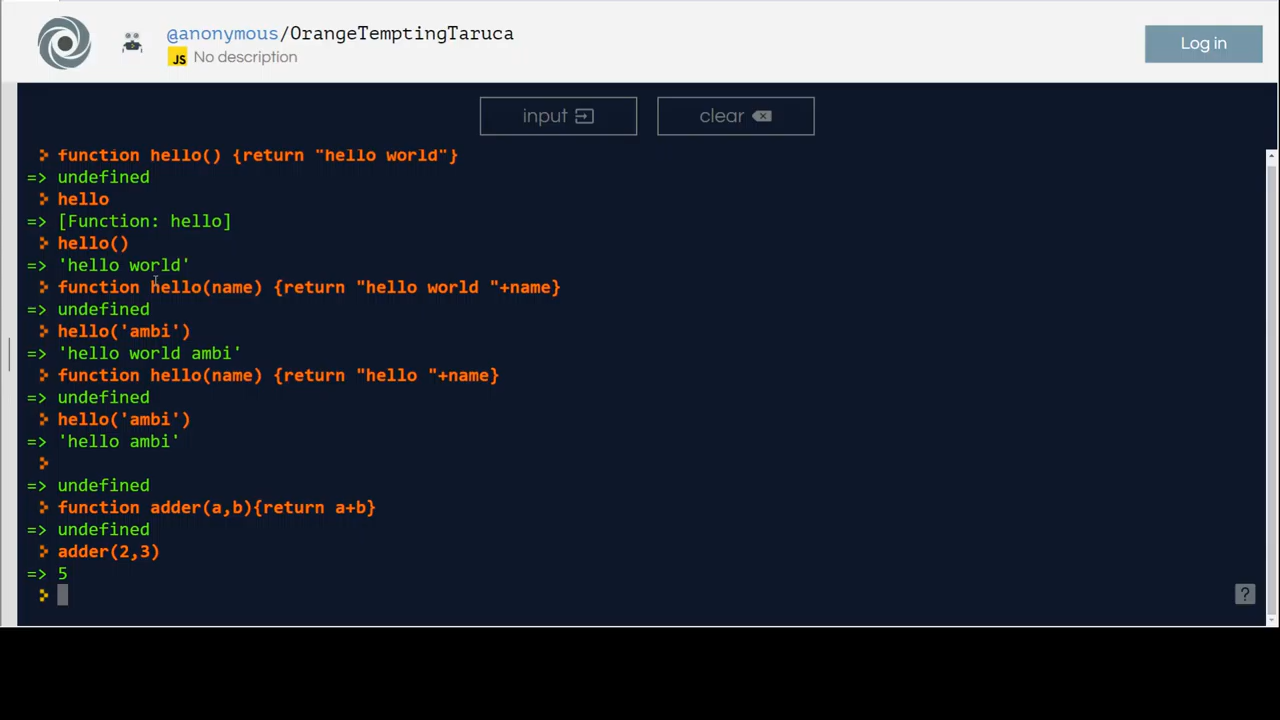 @anonymous/OrangeTemptingTaruca
JS No description
Log in
input
clear
function hello() {return "hello world"}
=> undefined
hello
=> [Function: hello]
hello()
=> 'hello world'
function hello(name) {return "hello world "+name}
=> undefined
hello('ambi')
=> 'hello world ambi'
function hello(name) {return "hello "+name}
=> undefined
hello('ambi')
=> 'hello ambi'
=> undefined
function adder(a,b){return a+b}
=> undefined
adder(2,3)
=> 5
?